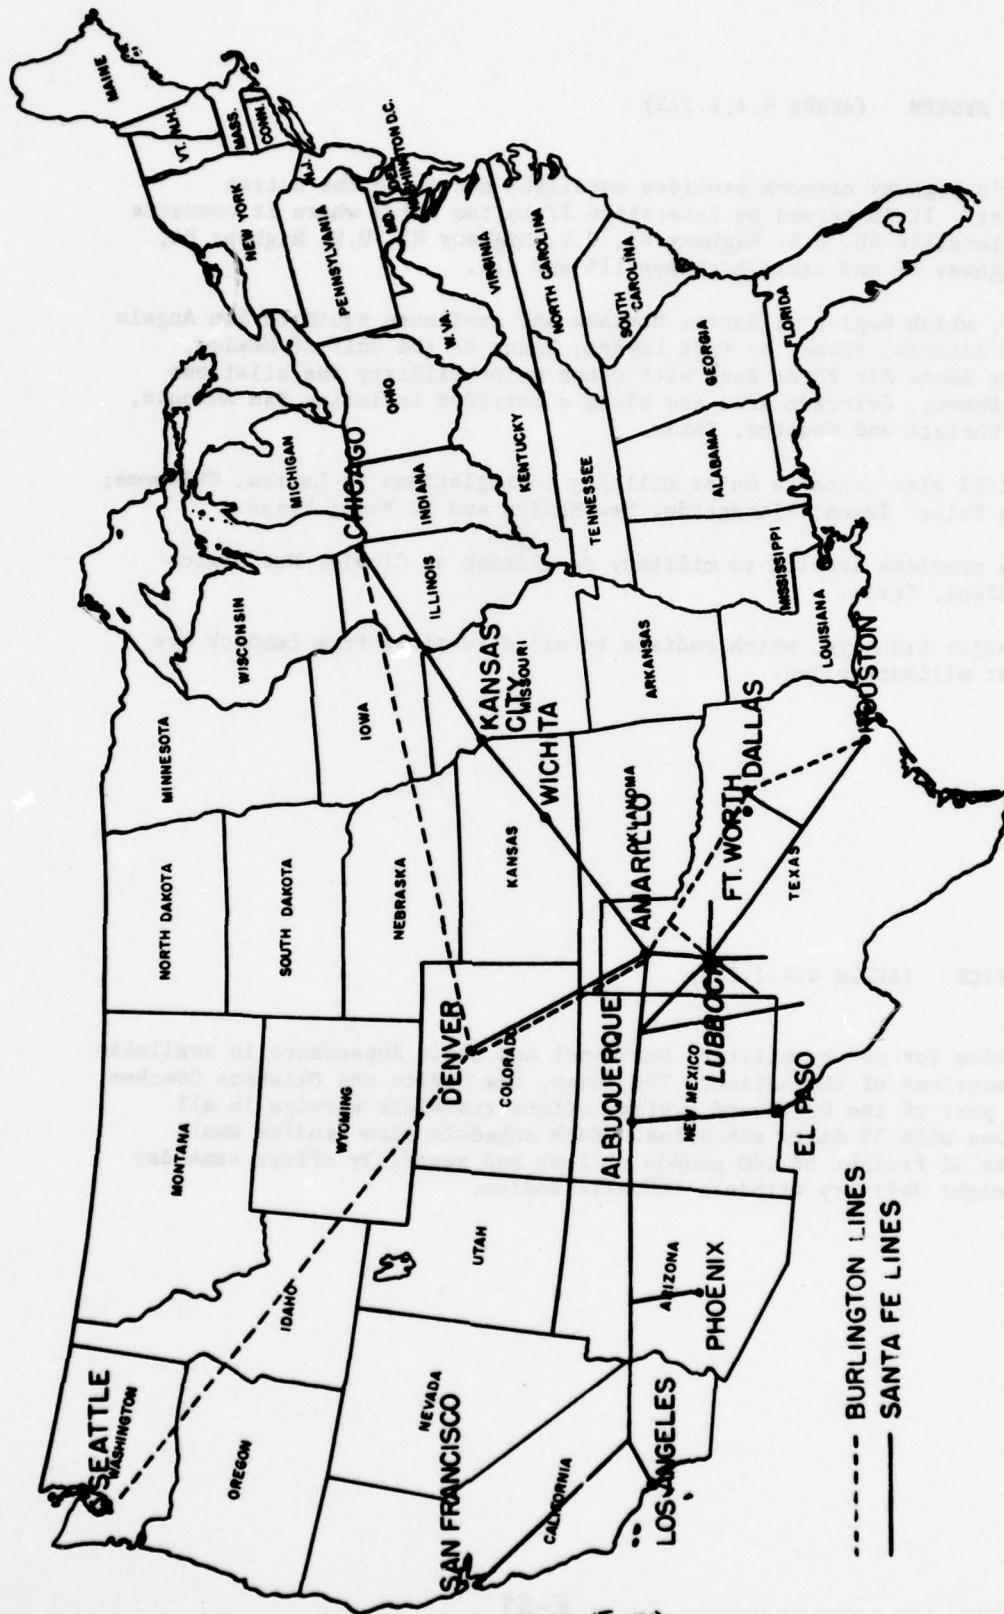 SEATTLE
WASHINGTON
OREGON
IDAHO
MONTANA
WYOMING
NORTH DAKOTA
SOUTH DAKOTA
NEBRASKA
MINNESOTA
WISCONSIN
MICHIGAN
IOWA
ILLINOIS
INDIANA
OHIO
CHICAGO
NEW YORK
PENNSYLVANIA
N.J.
CONN.
MASS.
VT.
N.H.
MAINE
MD.
WASHINGTON D.C.
W. VA.
VIRGINIA
NORTH CAROLINA
SOUTH
CAROLINA
GEORGIA
FLORIDA
ALABAMA
MISSISSIPPI
TENNESSEE
KENTUCKY
SAN FRANCISCO
CALIFORNIA
NEVADA
UTAH
COLORADO
DENVER
KANSAS
KANSAS
CITY
MISSOURI
WICHITA
ARKANSAS
LOUISIANA
OKLAHOMA
AMARILLO
ALBUQUERQUE
NEW MEXICO
LUBBOCK
FT. WORTH
DALLAS
TEXAS
HOUSTON
EL PASO
ARIZONA
PHOENIX
LOS ANGELES
BURLINGTON LINES
SANTA FE LINES